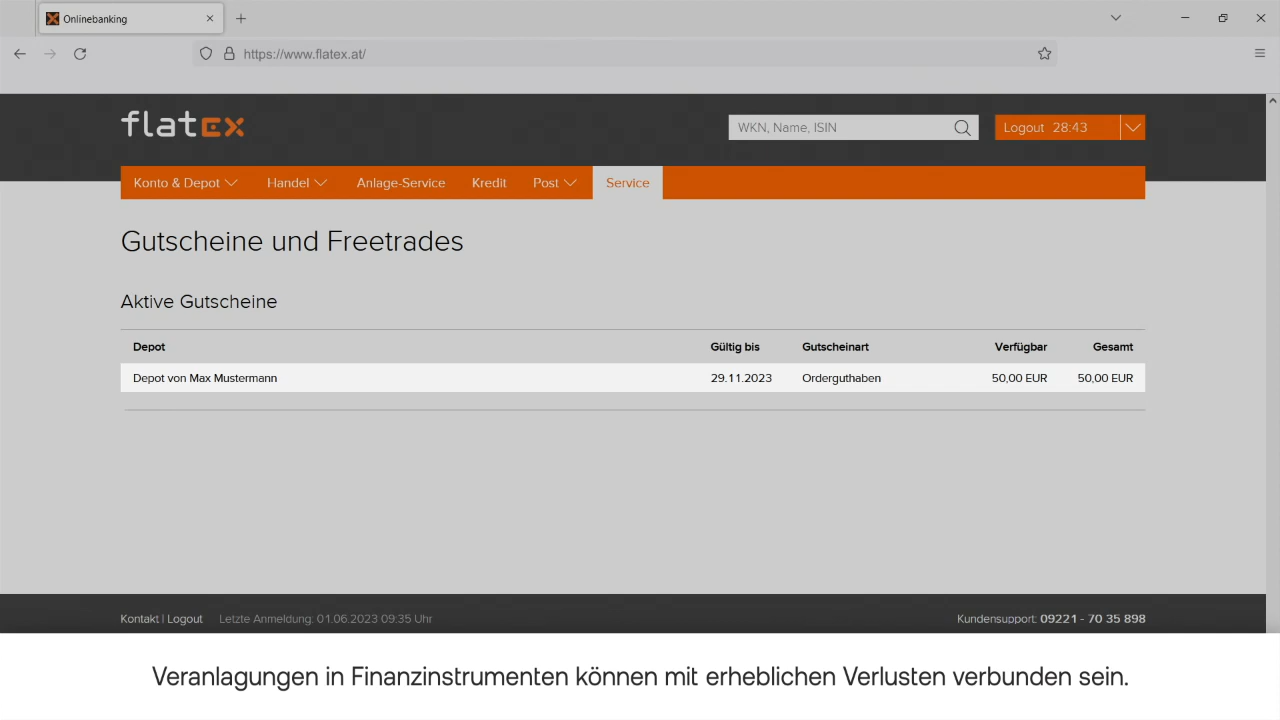 Onlinebanking
https://www.flatex.at/
flatex
WKN, Name, ISIN
Logout 28:43
Konto & Depot Handel Anlage-Service Kredit Post Service
Gutscheine und Freetrades
Aktive Gutscheine
Depot Gültig bis Gutscheinart Verfügbar Gesamt
Depot von Max Mustermann 29.11.2023 Orderguthaben 50,00 EUR 50,00 EUR
Kontakt | Logout Letzte Anmeldung: 01.06.2023 09:35 Uhr Kundensupport: 09221 - 70 35 898
Veranlagungen in Finanzinstrumenten können mit erheblichen Verlusten verbunden sein.